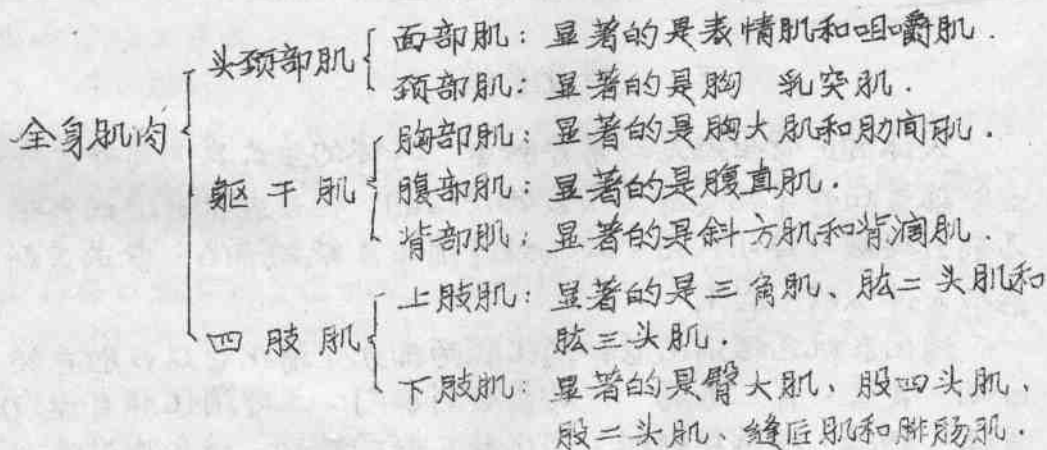 全身肌肉
头颈部肌
面部肌：显著的是表情肌和咀嚼肌.
颈部肌：显著的是胸 乳突肌.
躯干肌
胸部肌：显著的是胸大肌和肋间肌.
腹部肌：显著的是腹直肌.
背部肌：显著的是斜方肌和背阔肌.
四肢肌
上肢肌：显著的是三角肌、肱二头肌和
肱三头肌.
下肢肌：显著的是臀大肌、股四头肌、
股二头肌、缝后肌和腓肠肌.